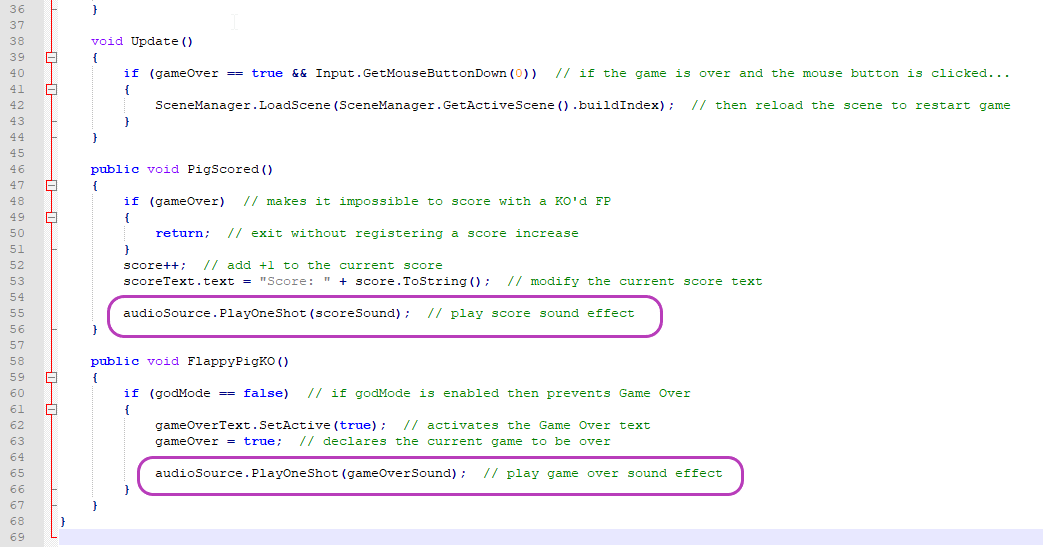 36 }
37
38 void Update()
39 {
40 if (gameOver == true && Input.GetMouseButtonDown(0))  // if the game is over and the mouse button is clicked...
41 {
42 SceneManager.LoadScene(SceneManager.GetActiveScene().buildIndex);  // then reload the scene to restart game
43 }
44 }
45
46 public void PigScored()
47 {
48 if (gameOver)  // makes it impossible to score with a KO'd FP
49 {
50 return;  // exit without registering a score increase
51 }
52 score++;  // add +1 to the current score
53 scoreText.text = "Score: " + score.ToString();  // modify the current score text
54
55 audioSource.PlayOneShot(scoreSound);  // play score sound effect
56 }
57
58 public void FlappyPigKO()
59 {
60 if (godMode == false)  // if godMode is enabled then prevents Game Over
61 {
62 gameOverText.SetActive(true);  // activates the Game Over text
63 gameOver = true;  // declares the current game to be over
64
65 audioSource.PlayOneShot(gameOverSound);  // play game over sound effect
66 }
67 }
68 }
69